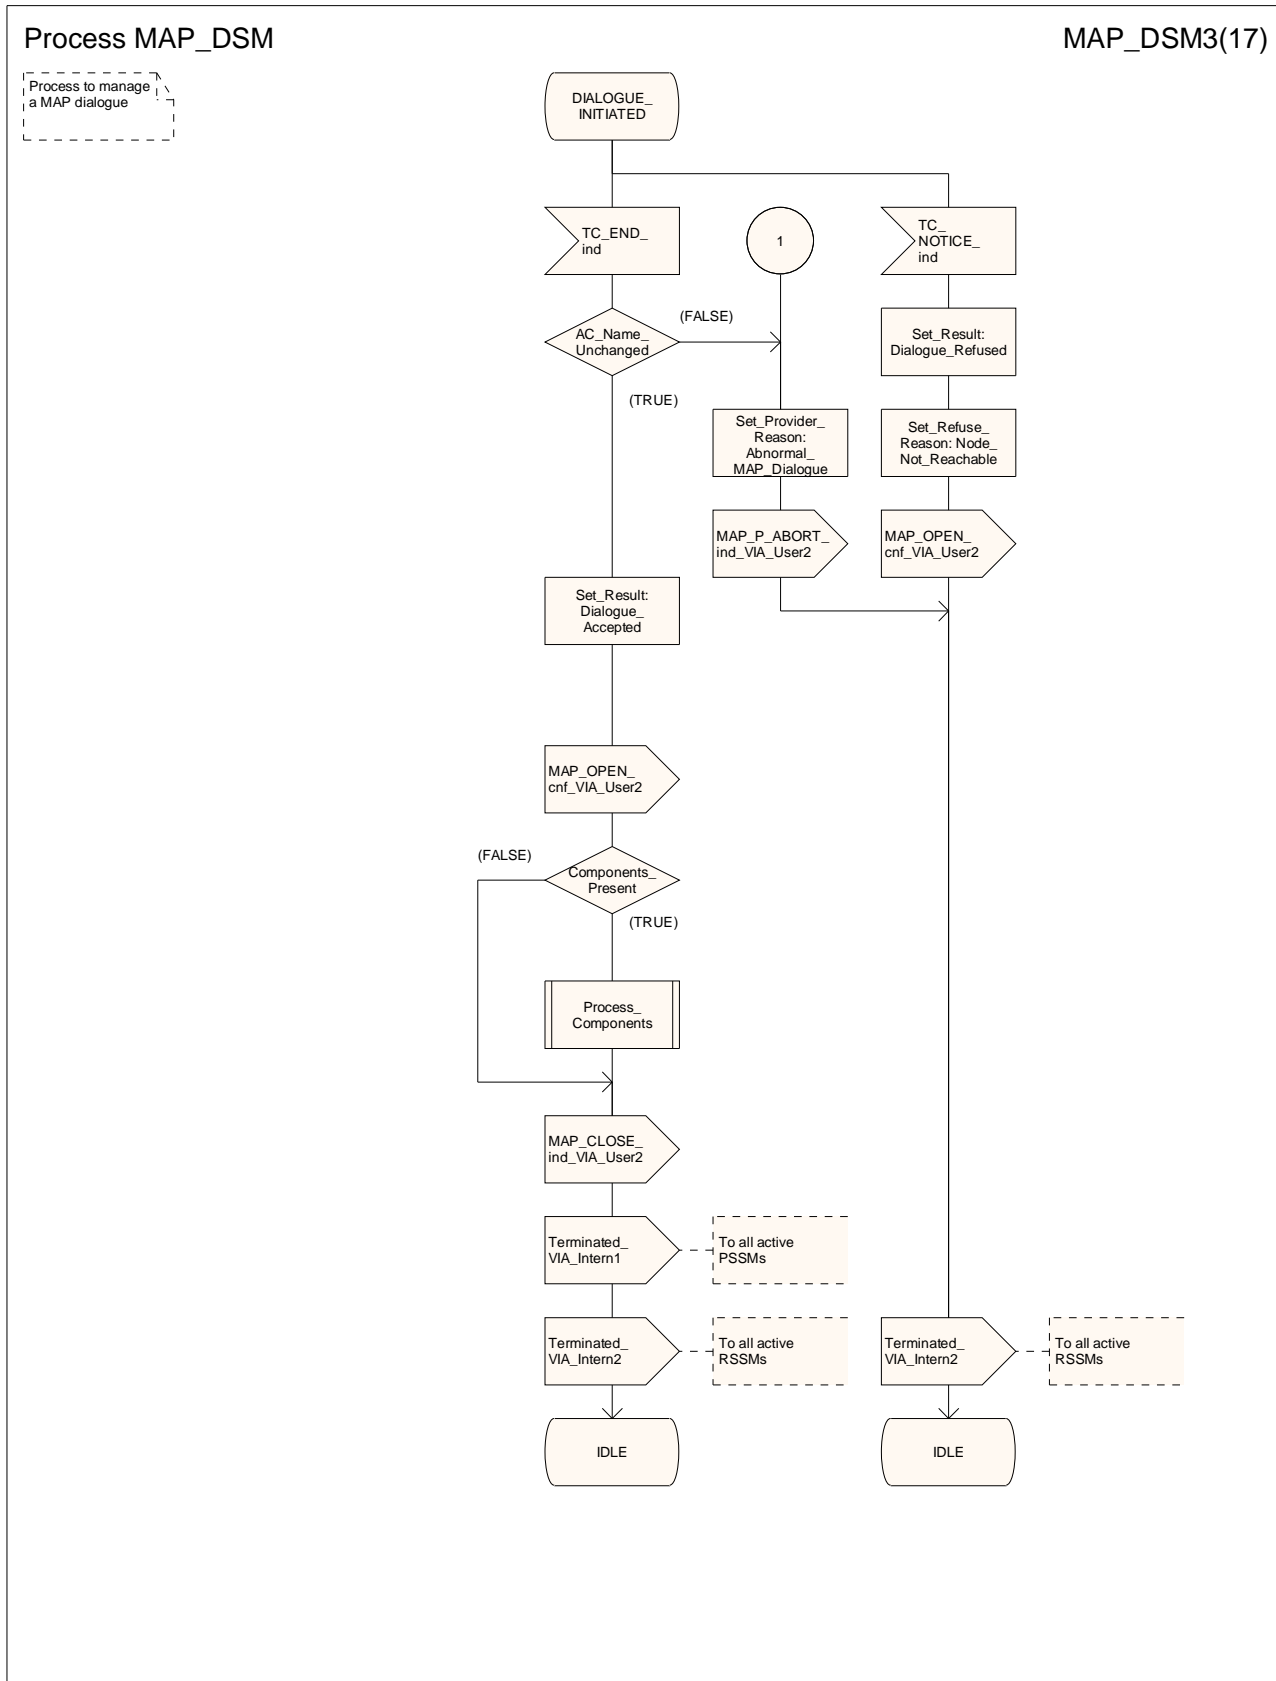 Process MAP_DSM
MAP_DSM3(17)
Process to manage
a MAP dialogue
DIALOGUE_
INITIATED
TC_END_
ind
1
TC_
NOTICE_
ind
AC_Name_
Unchanged
(FALSE)
(TRUE)
Set_Result:
Dialogue_Refused
Set_Provider_
Reason:
Abnormal_
MAP_Dialogue
Set_Refuse_
Reason: Node_
Not_Reachable
MAP_P_ABORT_
ind_VIA_User2
MAP_OPEN_
cnf_VIA_User2
Set_Result:
Dialogue_
Accepted
MAP_OPEN_
cnf_VIA_User2
Components_
Present
(FALSE)
(TRUE)
Process_
Components
MAP_CLOSE_
ind_VIA_User2
Terminated_
VIA_Intern1
To all active
PSSMs
Terminated_
VIA_Intern2
To all active
RSSMs
Terminated_
VIA_Intern2
To all active
RSSMs
IDLE
IDLE